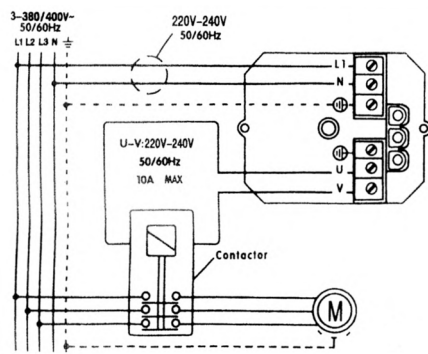 3-380/400V~
50/60Hz
L1 L2 L3 N
220V-240V
50/60Hz
L1
N
U-V:220V-240V
50/60Hz
10A MAX
U
V
Contactor
M